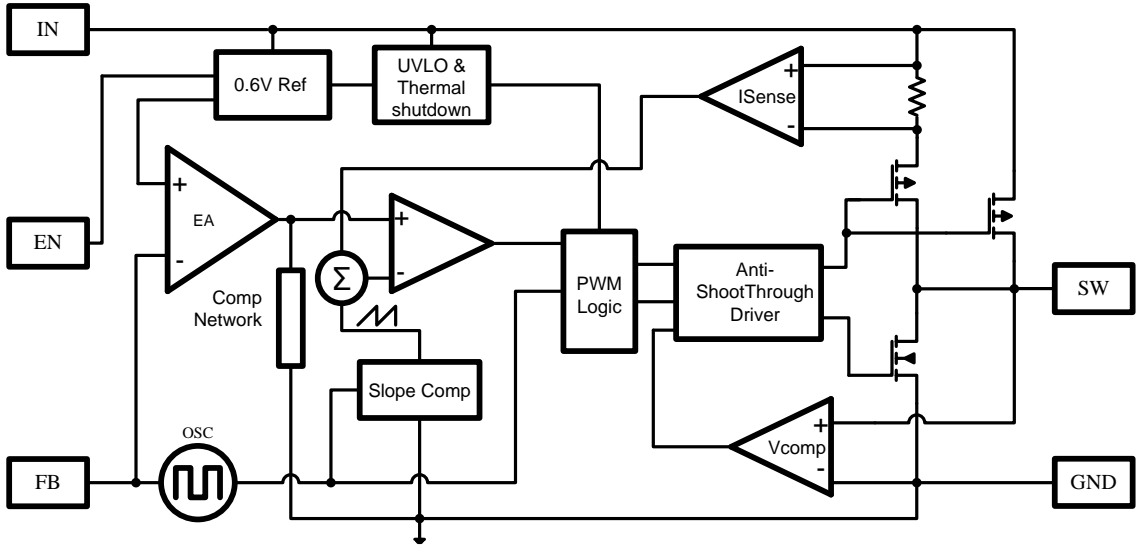 IN
0.6V Ref
UVLO &
Thermal
shutdown
+
ISense
-
+
EA
-
EN
+
-
Σ
Comp
Network
PWM
Logic
Anti-
ShootThrough
Driver
SW
Slope Comp
+
Vcomp
-
OSC
FB
GND